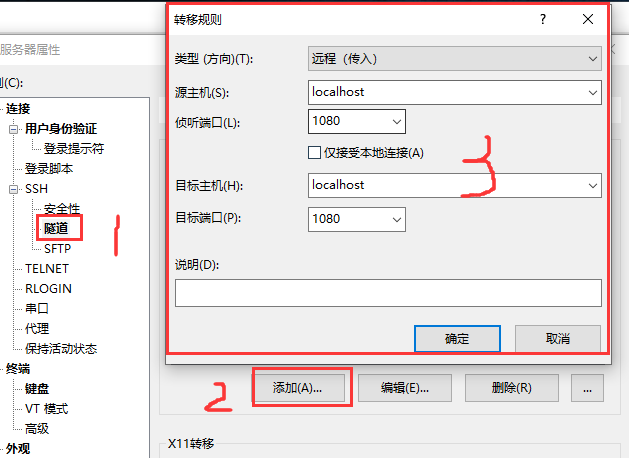 转移规则
服务器属性
类型 (方向)(T):
远程（传入）
源主机(S):
localhost
侦听端口(L):
1080
仅接受本地连接(A)
目标主机(H):
localhost
目标端口(P):
1080
说明(D):
确定
取消
(C):
连接
用户身份验证
登录提示符
登录脚本
SSH
安全性
隧道
SFTP
TELNET
RLOGIN
串口
代理
保持活动状态
终端
键盘
VT 模式
高级
外观
1
2
3
添加(A)...
编辑(E)...
删除(R)
...
X11转移